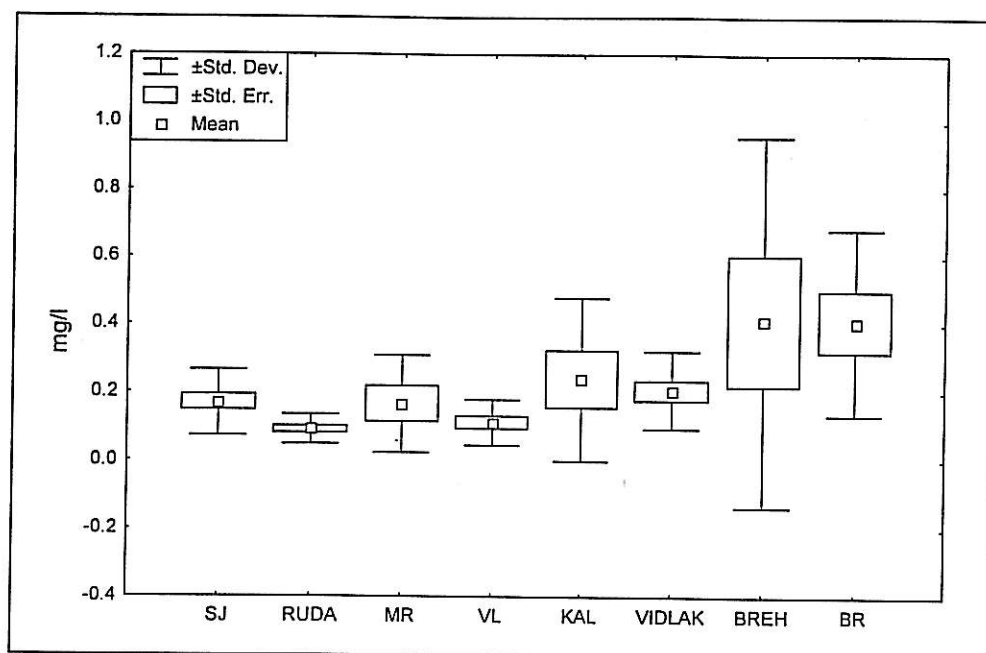 ±Std. Dev.
±Std. Err.
Mean
mg/l
1.2
1.0
0.8
0.6
0.4
0.2
0.0
-0.2
-0.4
SJ RUDA MR VL KAL VIDLAK BREH BR